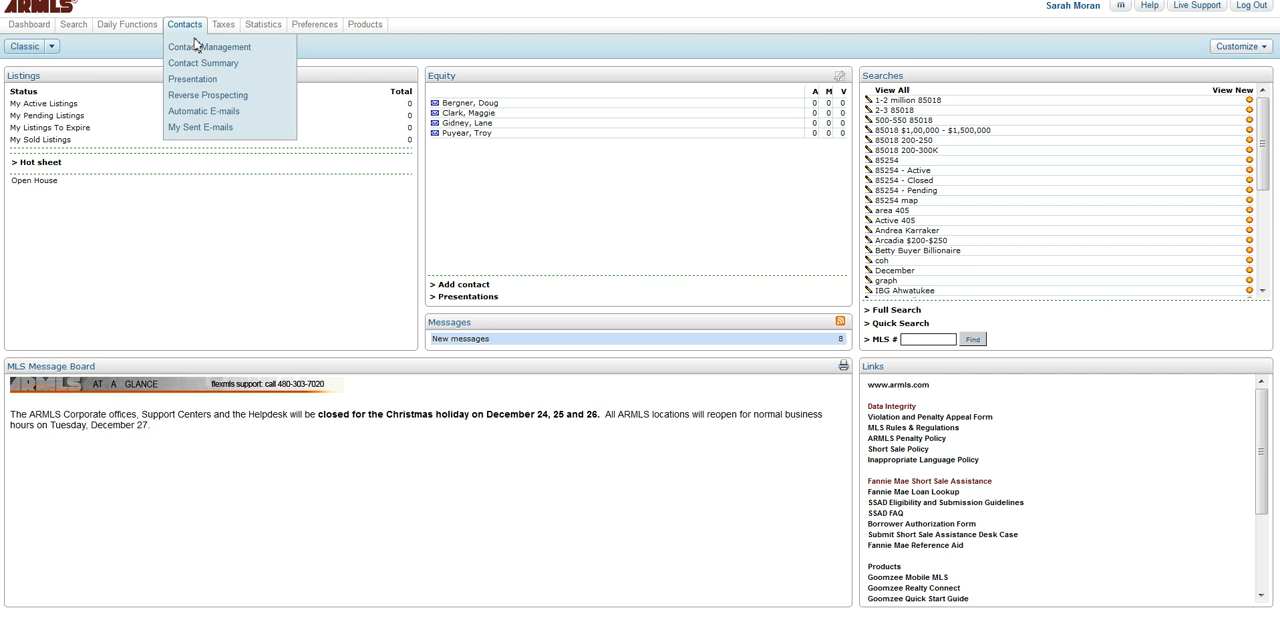 ARMLS
Sarah Moran m Help Live Support Log Out
Dashboard Search Daily Functions Contacts Taxes Statistics Preferences Products
Classic Customize
Contact Management
Contact Summary
Presentation
Reverse Prospecting
Automatic E-mails
My Sent E-mails
Listings
Status Total
My Active Listings 0
My Pending Listings 0
My Listings To Expire 0
My Sold Listings 0
> Hot sheet
Open House
Equity
A M V
Bergner, Doug 0 0 0
Clark, Maggie 0 0 0
Gidney, Lane 0 0 0
Puyear, Troy 0 0 0
> Add contact
> Presentations
Messages
New messages 8
Searches
View All View New
1-2 million 85018
2-3 85018
500-550 85018
85018 $1,00,000 - $1,500,000
85018 200-250
85018 200-300K
85254
85254 - Active
85254 - Closed
85254 - Pending
85254 map
area 405
Active 405
Andrea Karraker
Arcadia $200-$250
Betty Buyer Billionaire
coh
December
graph
IBG Ahwatukee
> Full Search
> Quick Search
> MLS # Find
MLS Message Board
ARMLS AT A GLANCE flexmls support: call 480-303-7020
The ARMLS Corporate offices, Support Centers and the Helpdesk will be closed for the Christmas holiday on December 24, 25 and 26. All ARMLS locations will reopen for normal business
hours on Tuesday, December 27.
Links
www.armls.com
Data Integrity
Violation and Penalty Appeal Form
MLS Rules & Regulations
ARMLS Penalty Policy
Short Sale Policy
Inappropriate Language Policy
Fannie Mae Short Sale Assistance
Fannie Mae Loan Lookup
SSAD Eligibility and Submission Guidelines
SSAD FAQ
Borrower Authorization Form
Submit Short Sale Assistance Desk Case
Fannie Mae Reference Aid
Products
Goomzee Mobile MLS
Goomzee Realty Connect
Goomzee Quick Start Guide